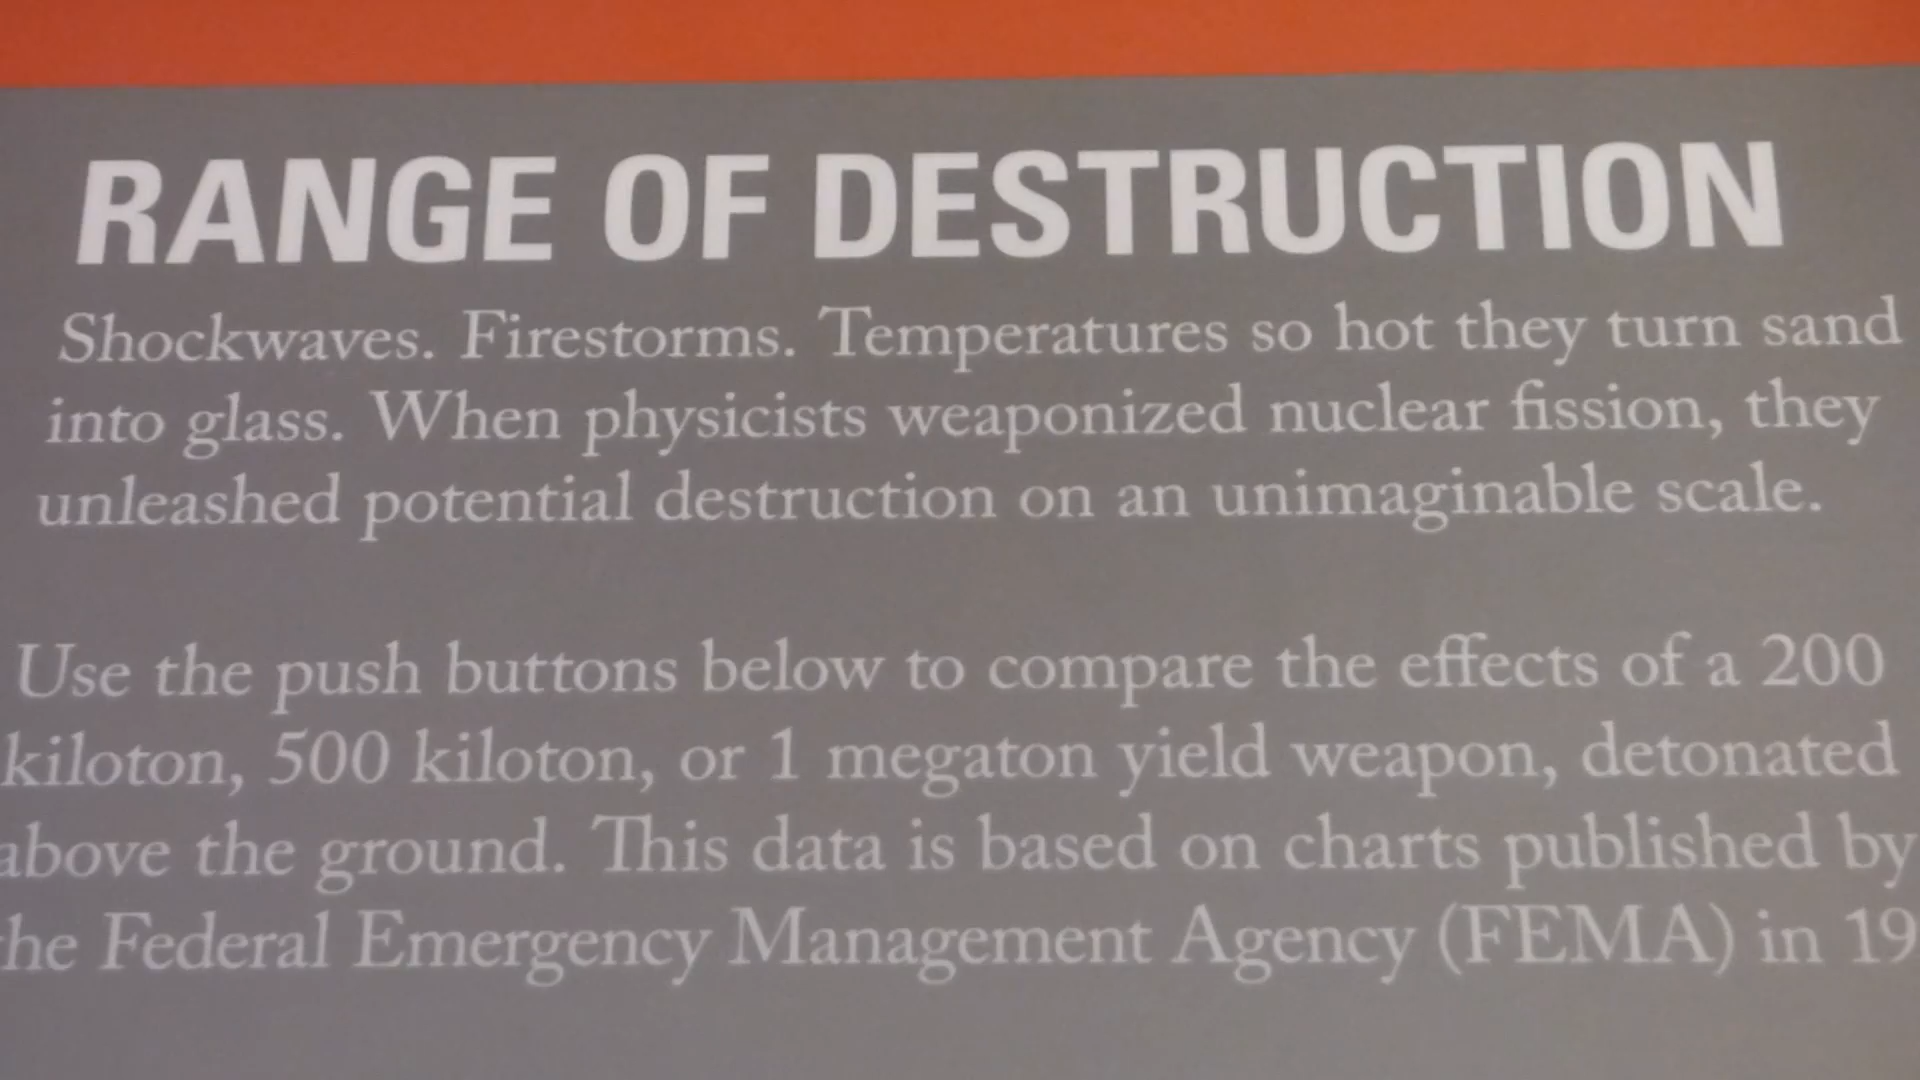 RANGE OF DESTRUCTION
Shockwaves. Firestorms. Temperatures so hot they turn sand
into glass. When physicists weaponized nuclear fission, they
unleashed potential destruction on an unimaginable scale.
Use the push buttons below to compare the effects of a 200
kiloton, 500 kiloton, or 1 megaton yield weapon, detonated
above the ground. This data is based on charts published by
he Federal Emergency Management Agency (FEMA) in 19